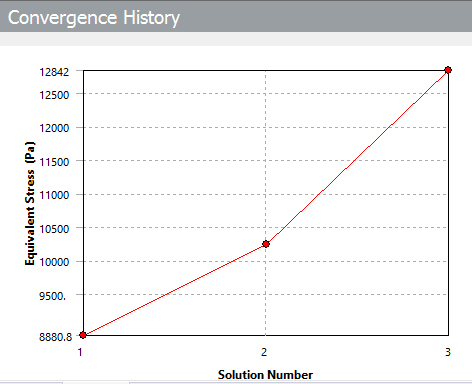 Convergence History
12842
12500
12000
11500
11000
10500
10000
9500.
8880.8
Equivalent Stress (Pa)
1 2 3
Solution Number